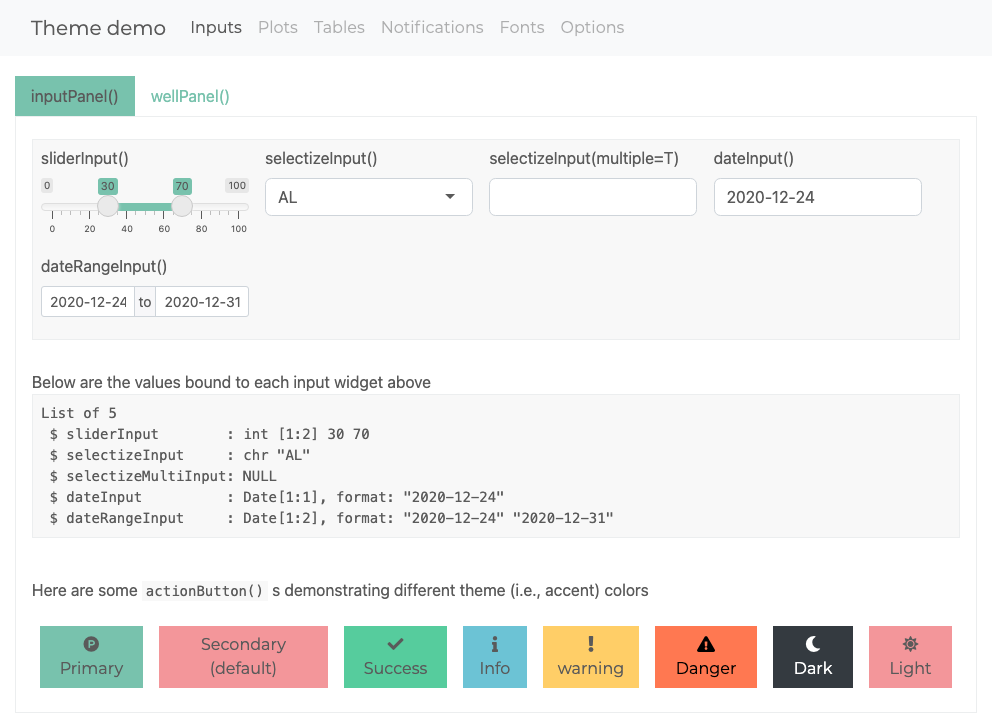 Theme demo Inputs Plots Tables Notifications Fonts Options
inputPanel() wellPanel()
sliderInput() selectizeInput() selectizeInput(multiple=T) dateInput()
0 30 70 100
AL 2020-12-24
0 20 40 60 80 100
dateRangeInput()
2020-12-24 to 2020-12-31
Below are the values bound to each input widget above
List of 5
$ sliderInput : int [1:2] 30 70
$ selectizeInput : chr "AL"
$ selectizeMultiInput: NULL
$ dateInput : Date[1:1], format: "2020-12-24"
$ dateRangeInput : Date[1:2], format: "2020-12-24" "2020-12-31"
Here are some actionButton() s demonstrating different theme (i.e., accent) colors
P
Primary
Secondary
(default)
Success
Info
warning
Danger
Dark
Light